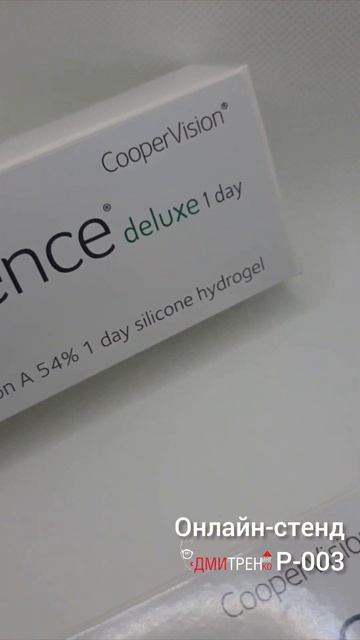 CooperVision®
ence® deluxe 1 day
on A 54% 1 day silicone hydrogel
Онлайн-стенд
ДМИТРЕНКО Р-003
CooperVision